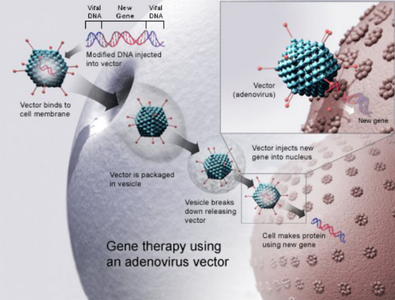 Vital
DNA
New
Gene
Vital
DNA
Modified DNA injected
into vector
Vector binds to
cell membrane
Vector is packaged
in vesicle
Vesicle breaks
down releasing
vector
Vector
(adenovirus)
New gene
Vector injects new
gene into nucleus
Cell makes protein
using new gene
Gene therapy using
an adenovirus vector